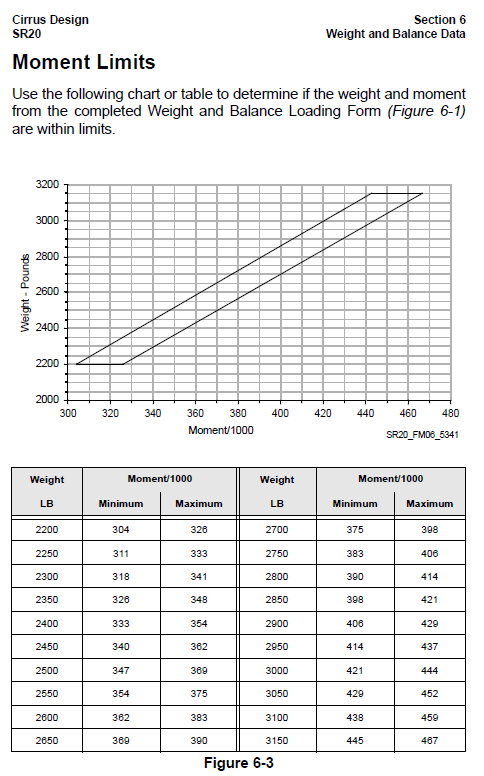 Cirrus Design
SR20
Section 6
Weight and Balance Data
Moment Limits
Use the following chart or table to determine if the weight and moment
from the completed Weight and Balance Loading Form (Figure 6-1)
are within limits.
3200
3000
2800
2600
2400
2200
2000
Weight - Pounds
300 320 340 360 380 400 420 440 460 480
Moment/1000
SR20_FM06_5341
Weight Moment/1000 Weight Moment/1000
LB Minimum Maximum LB Minimum Maximum
2200 304 326 2700 375 398
2250 311 333 2750 383 406
2300 318 341 2800 390 414
2350 326 348 2850 398 421
2400 333 354 2900 406 429
2450 340 362 2950 414 437
2500 347 369 3000 421 444
2550 354 375 3050 429 452
2600 362 383 3100 438 459
2650 369 390 3150 445 467
Figure 6-3